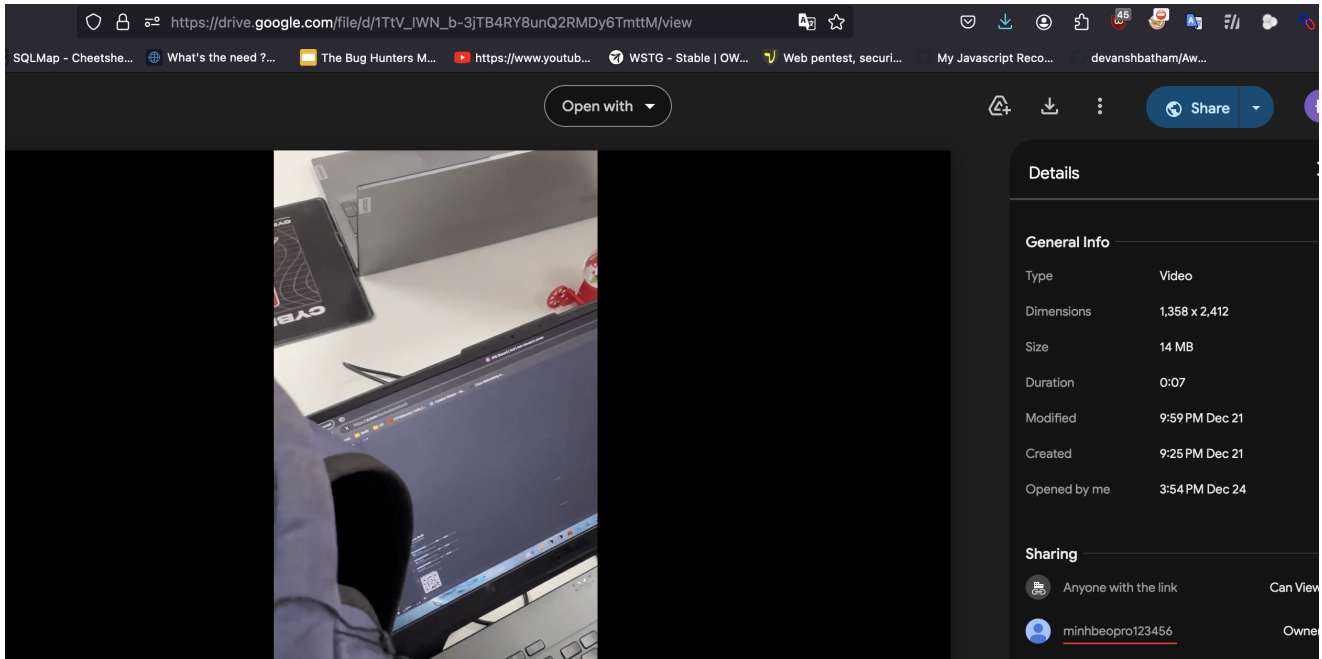 https://drive.google.com/file/d/1TtV_IWN_b-3jTB4RY8unQ2RMDy6TmttM/view
45
SQLMap - Cheetshe... What's the need ?... The Bug Hunters M... https://www.youtub... WSTG - Stable | OW... Web pentest, securi... My Javascript Reco... devanshbatham/Aw...
Open with
Share
Details
General Info
Type Video
Dimensions 1,358 x 2,412
Size 14 MB
Duration 0:07
Modified 9:59 PM Dec 21
Created 9:25 PM Dec 21
Opened by me 3:54 PM Dec 24
Sharing
Anyone with the link Can View
minhbeopro123456 Owner